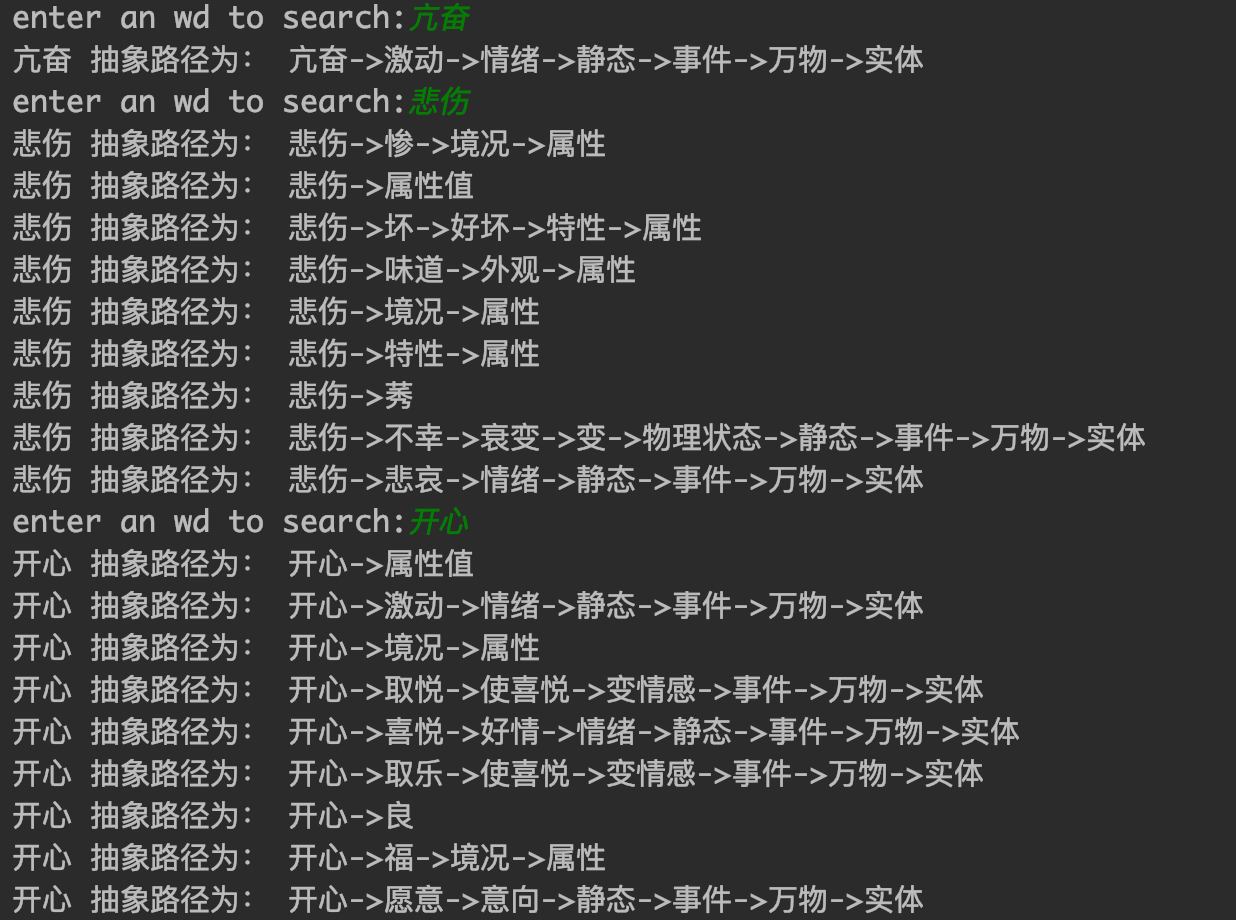 enter an wd to search:亢奋
亢奋 抽象路径为： 亢奋->激动->情绪->静态->事件->万物->实体
enter an wd to search:悲伤
悲伤 抽象路径为： 悲伤->惨->境况->属性
悲伤 抽象路径为： 悲伤->属性值
悲伤 抽象路径为： 悲伤->坏->好坏->特性->属性
悲伤 抽象路径为： 悲伤->味道->外观->属性
悲伤 抽象路径为： 悲伤->境况->属性
悲伤 抽象路径为： 悲伤->特性->属性
悲伤 抽象路径为： 悲伤->莠
悲伤 抽象路径为： 悲伤->不幸->衰变->变->物理状态->静态->事件->万物->实体
悲伤 抽象路径为： 悲伤->悲哀->情绪->静态->事件->万物->实体
enter an wd to search:开心
开心 抽象路径为： 开心->属性值
开心 抽象路径为： 开心->激动->情绪->静态->事件->万物->实体
开心 抽象路径为： 开心->境况->属性
开心 抽象路径为： 开心->取悦->使喜悦->变情感->事件->万物->实体
开心 抽象路径为： 开心->喜悦->好情->情绪->静态->事件->万物->实体
开心 抽象路径为： 开心->取乐->使喜悦->变情感->事件->万物->实体
开心 抽象路径为： 开心->良
开心 抽象路径为： 开心->福->境况->属性
开心 抽象路径为： 开心->愿意->意向->静态->事件->万物->实体